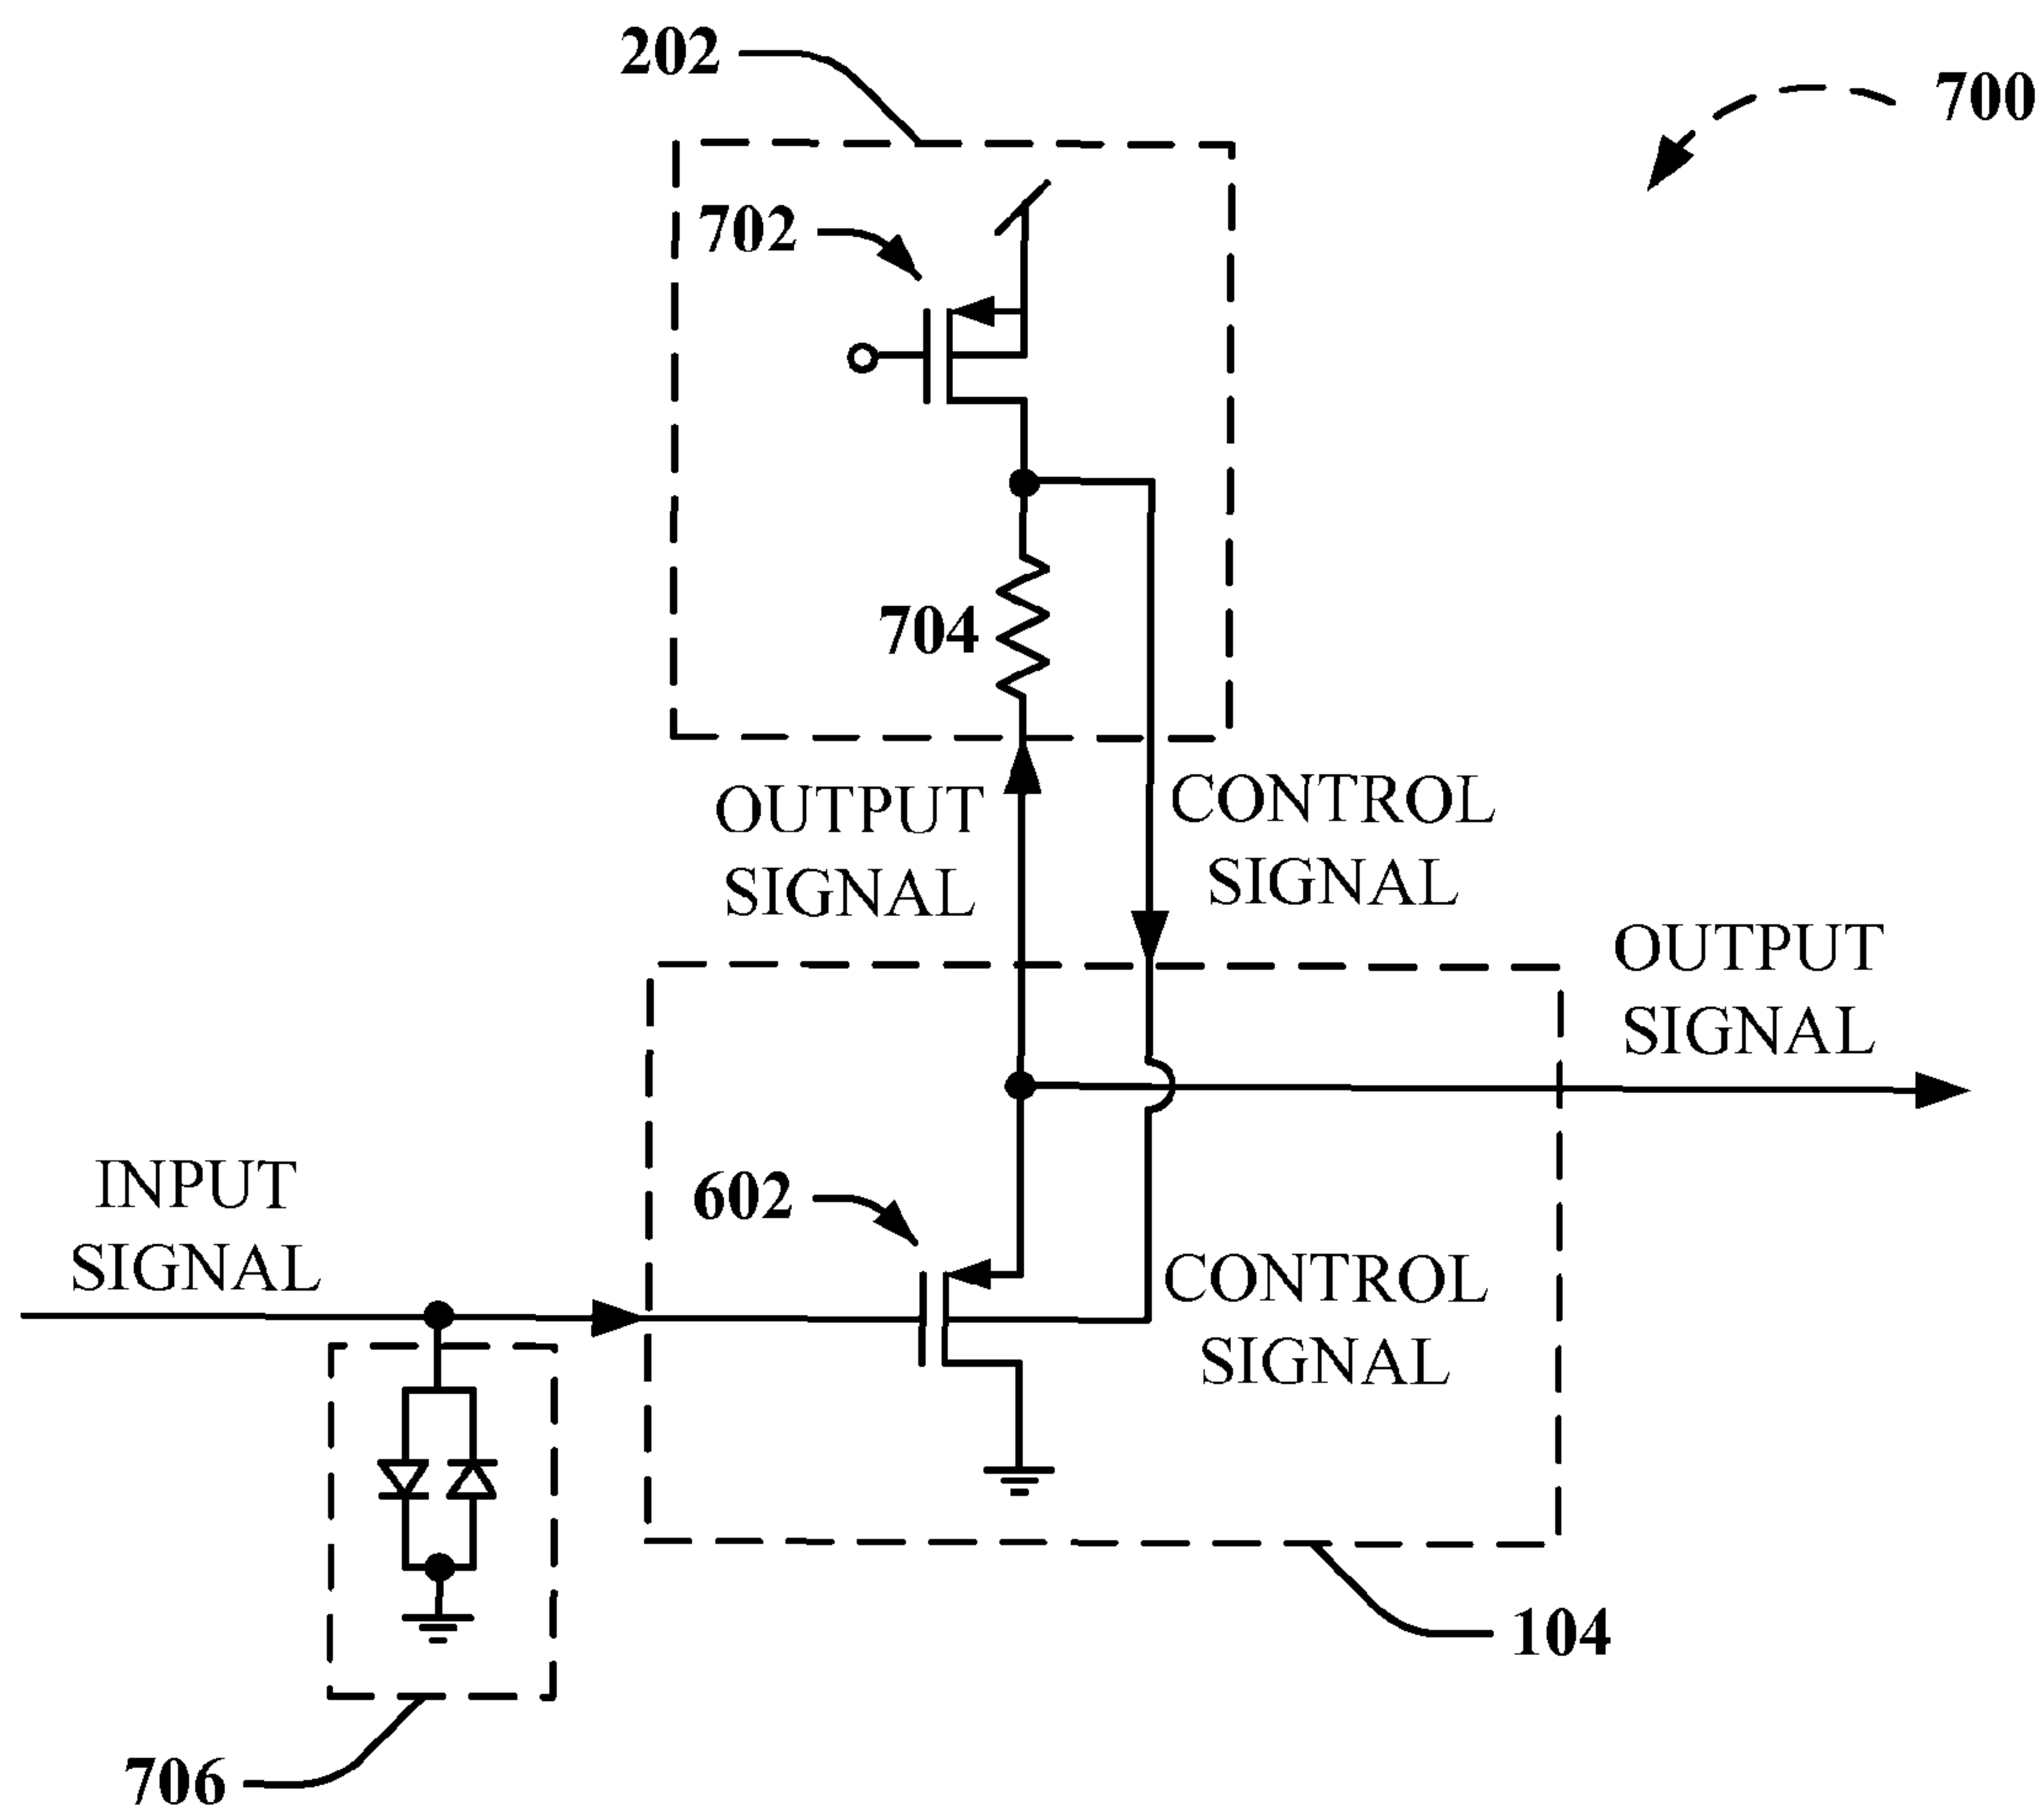 202
700
702
704
OUTPUT
SIGNAL
CONTROL
SIGNAL
OUTPUT
SIGNAL
INPUT
SIGNAL
602
CONTROL
SIGNAL
104
706